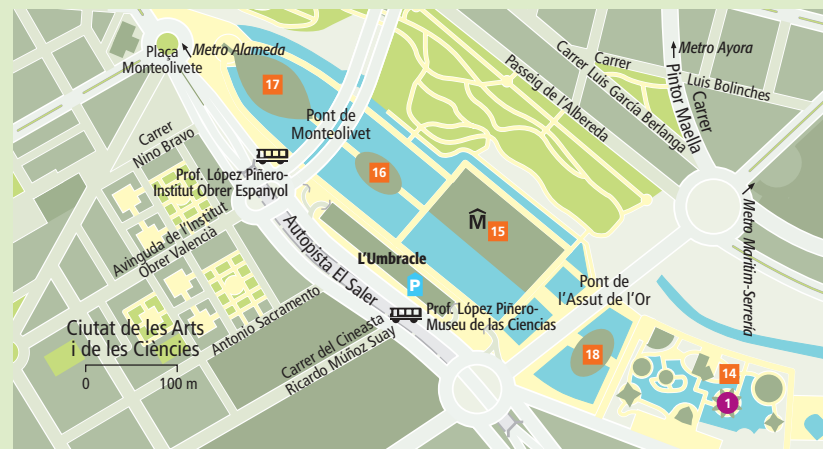 Plaça
Monteolivete
Metro Alameda
17
Pont de
Monteolivet
Carrer
Nino Bravo
Prof. López Piñero-
Institut Obrer Espanyol
16
Passeig de l'Albereda
Carrer Luis García Berlanga
Carrer
Luis Bolinches
Metro Ayora
Carrer
Pintor Maella
Metro Marítim-Serrería
M
15
Avinguda de l'Institut
Obrer Valencià
Autopista El Saler
L'Umbracle
P
Prof. López Piñero-
Museu de las Ciencias
Pont de
l'Assut de l'Or
Antonio Sacramento
Carrer del Cineasta
Ricardo Múñoz Suay
Ciutat de les Arts
i de les Ciències
0 100 m
18
14
1